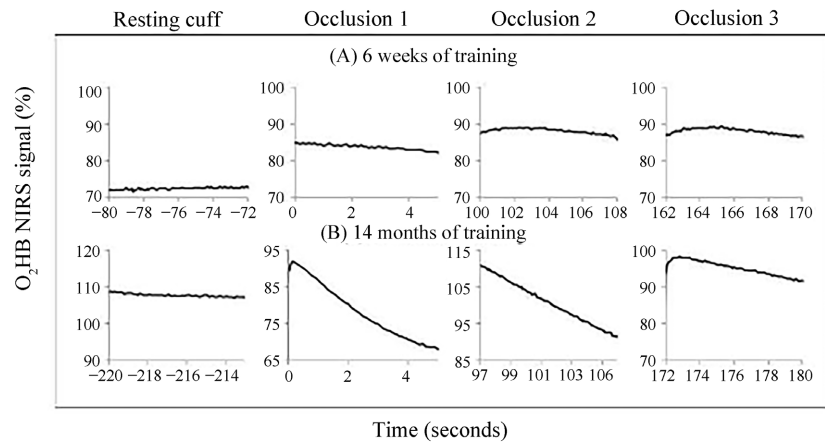 Resting cuff Occlusion 1 Occlusion 2 Occlusion 3
(A) 6 weeks of training
100 100 100 100
90 90 90 90
80 80 80 80
70 70 70 70
−80 −78 −76 −74 −72 0 2 4 100 102 104 106 108 162 164 166 168 170
(B) 14 months of training
120 95 115 100
110 85 105 90
100 75 95 80
90 65 85 70
−220 −218 −216 −214 0 2 4 97 99 101 103 106 172 174 176 178 180
O₂HB NIRS signal (%)
Time (seconds)